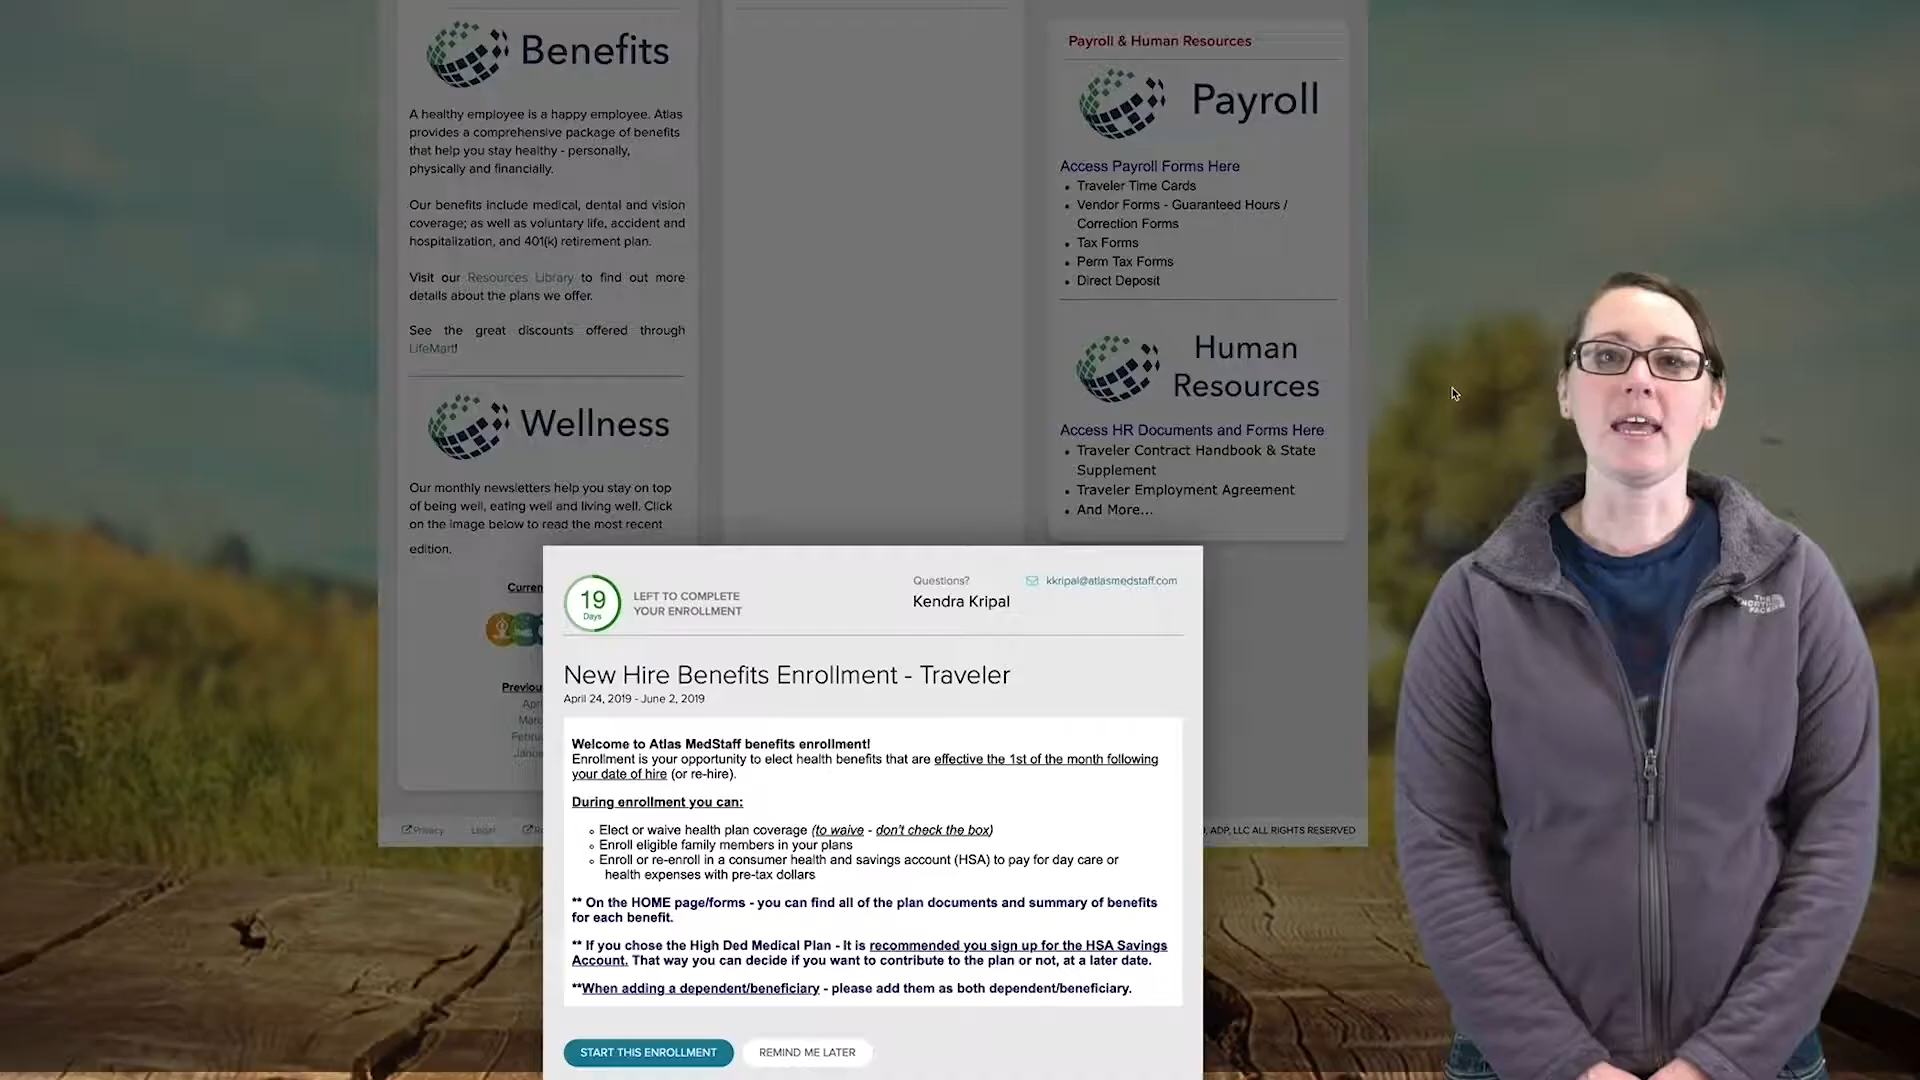 Benefits
A healthy employee is a happy employee. Atlas
provides a comprehensive package of benefits
that help you stay healthy - personally,
physically and financially.
Our benefits include medical, dental and vision
coverage; as well as voluntary life, accident and
hospitalization, and 401(k) retirement plan.
Visit our Resources Library to find out more
details about the plans we offer.
See the great discounts offered through
LifeMart!
Wellness
Our monthly newsletters help you stay on top
of being well, eating well and living well. Click
on the image below to read the most recent
edition.
Curren
Previou
Apri
Marc
Februa
Janua
Privacy
Legal
Payroll & Human Resources
Payroll
Access Payroll Forms Here
• Traveler Time Cards
• Vendor Forms - Guaranteed Hours /
Correction Forms
• Tax Forms
• Perm Tax Forms
• Direct Deposit
Human
Resources
Access HR Documents and Forms Here
• Traveler Contract Handbook & State
Supplement
• Traveler Employment Agreement
• And More...
, ADP, LLC ALL RIGHTS RESERVED
19
Days
LEFT TO COMPLETE
YOUR ENROLLMENT
Questions?
kkripal@atlasmedstaff.com
Kendra Kripal
New Hire Benefits Enrollment - Traveler
April 24, 2019 - June 2, 2019
Welcome to Atlas MedStaff benefits enrollment!
Enrollment is your opportunity to elect health benefits that are effective the 1st of the month following
your date of hire (or re-hire).
During enrollment you can:
◦ Elect or waive health plan coverage (to waive - don't check the box)
◦ Enroll eligible family members in your plans
◦ Enroll or re-enroll in a consumer health and savings account (HSA) to pay for day care or
health expenses with pre-tax dollars
** On the HOME page/forms - you can find all of the plan documents and summary of benefits
for each benefit.
** If you chose the High Ded Medical Plan - It is recommended you sign up for the HSA Savings
Account. That way you can decide if you want to contribute to the plan or not, at a later date.
**When adding a dependent/beneficiary - please add them as both dependent/beneficiary.
START THIS ENROLLMENT
REMIND ME LATER
THE
NORTH
FACE